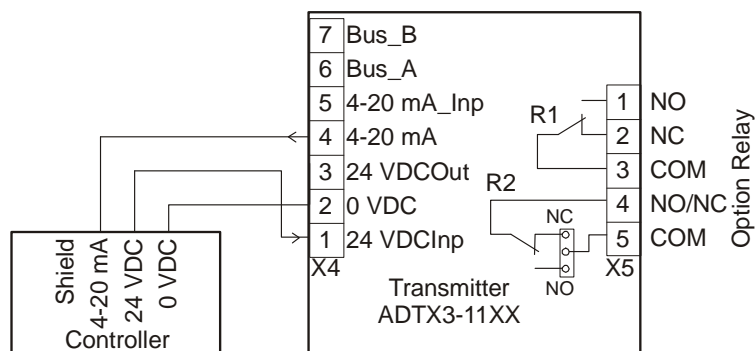 7 Bus_B
6 Bus_A
5 4-20 mA_Inp
4 4-20 mA
3 24 VDCOut
2 0 VDC
1 24 VDCInp
X4
R1
R2
NC
NO
1 NO
2 NC
3 COM
4 NO/NC
5 COM
X5
Option Relay
Transmitter
ADTX3-11XX
Shield
4-20 mA
24 VDC
0 VDC
Controller